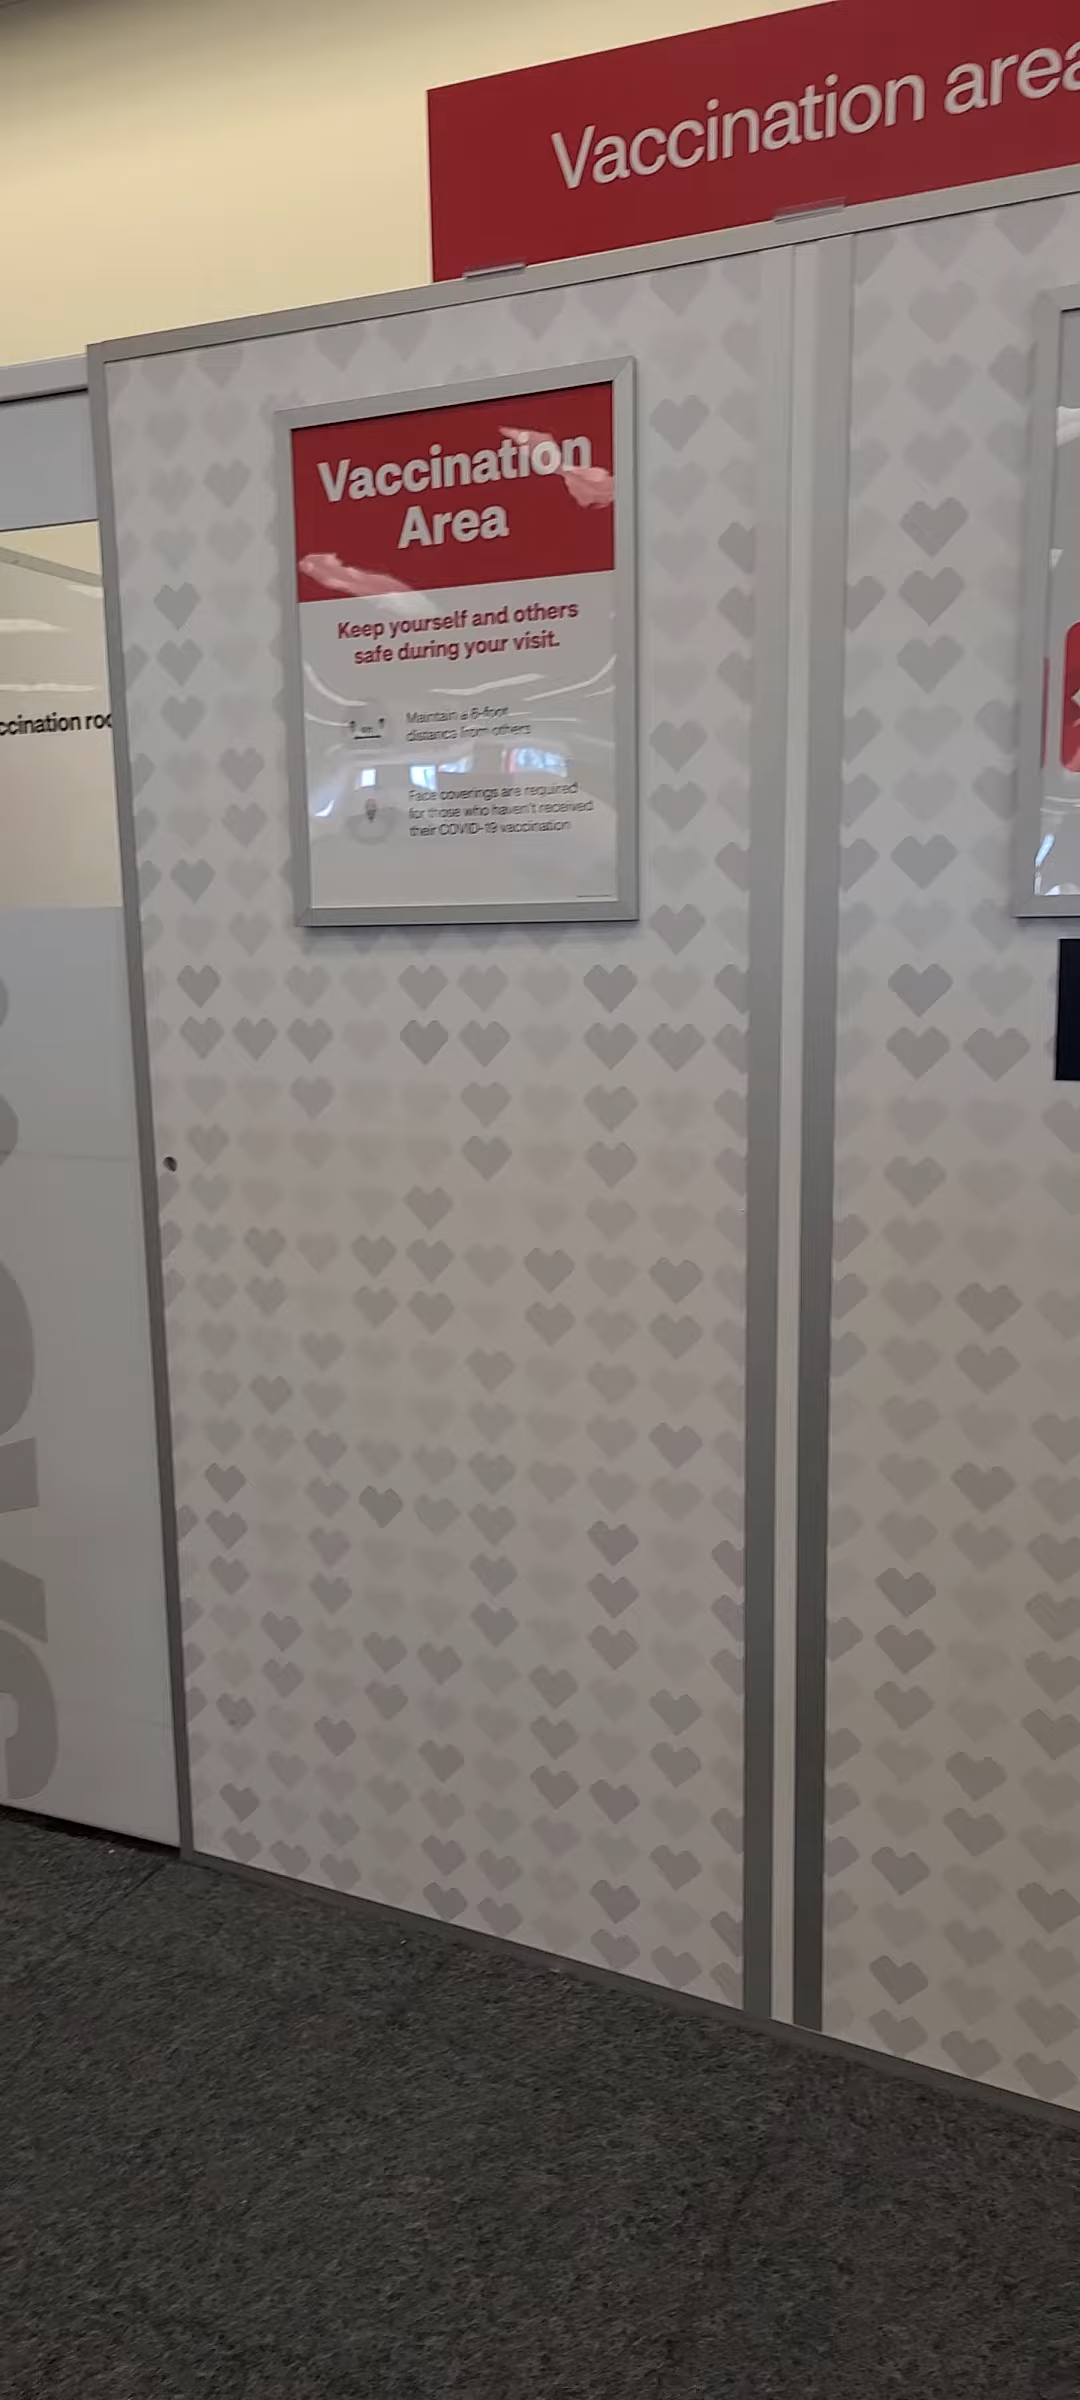 Vaccination area
Vaccination
Area
Keep yourself and others
safe during your visit.
Maintain a 6-foot
distance from others
Face coverings are required
for those who haven't received
their COVID-19 vaccination
ccination roo